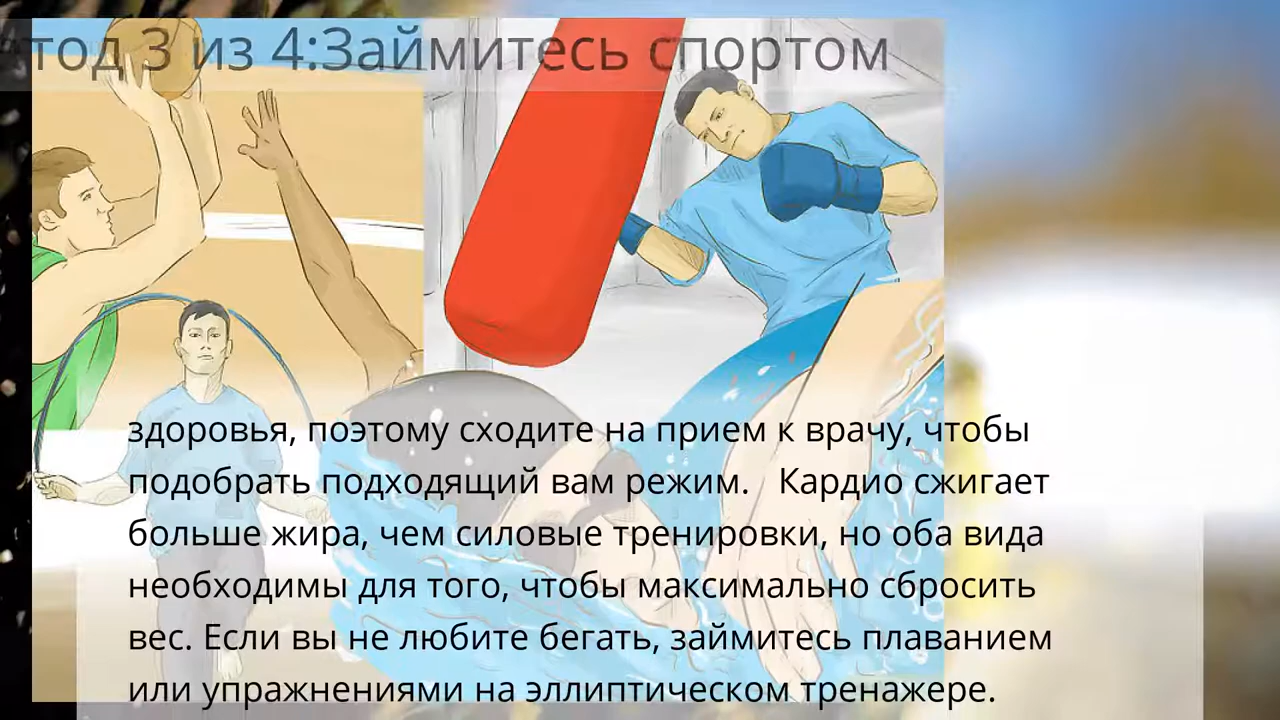 тод 3 из 4:Займитесь спортом
здоровья, поэтому сходите на прием к врачу, чтобы
подобрать подходящий вам режим.   Кардио сжигает
больше жира, чем силовые тренировки, но оба вида
необходимы для того, чтобы максимально сбросить
вес. Если вы не любите бегать, займитесь плаванием
или упражнениями на эллиптическом тренажере.